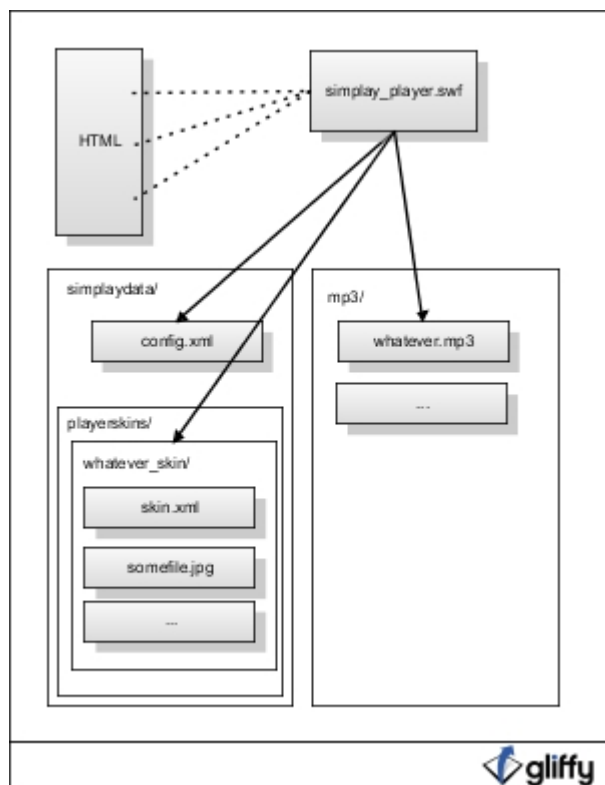 HTML
simplay_player.swf
simplaydata/
config.xml
playerskins/
whatever_skin/
skin.xml
somefile.jpg
...
mp3/
whatever.mp3
...
gliffy